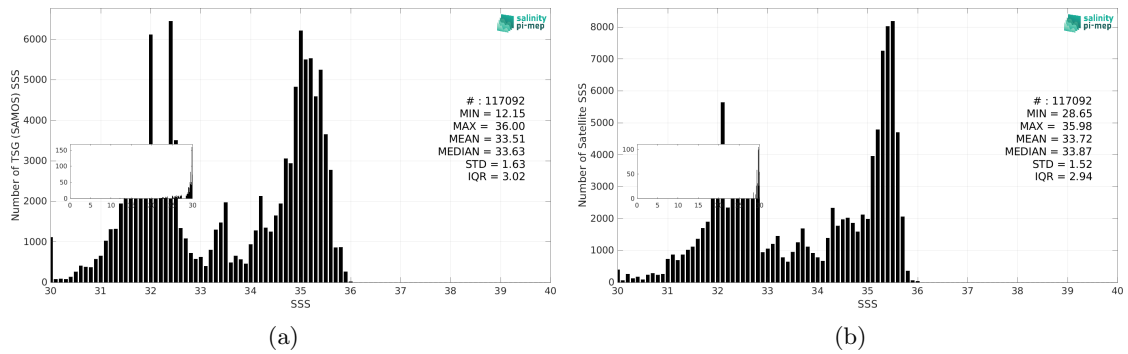 salinity
pi-mep
Number of TSG (SAMOS) SSS
6000
5000
4000
3000
2000
1000
0
# : 117092
MIN = 12.15
MAX = 36.00
MEAN = 33.51
MEDIAN = 33.63
STD = 1.63
IQR = 3.02
150
100
50
0
0 5 10 15 20 25 30
30 31 32 33 34 35 36 37 38 39 40
SSS
(a)
salinity
pi-mep
Number of Satellite SSS
8000
7000
6000
5000
4000
3000
2000
1000
0
# : 117092
MIN = 28.65
MAX = 35.98
MEAN = 33.72
MEDIAN = 33.87
STD = 1.52
IQR = 2.94
100
50
0
0 5 10 15
30 31 32 33 34 35 36 37 38 39 40
SSS
(b)